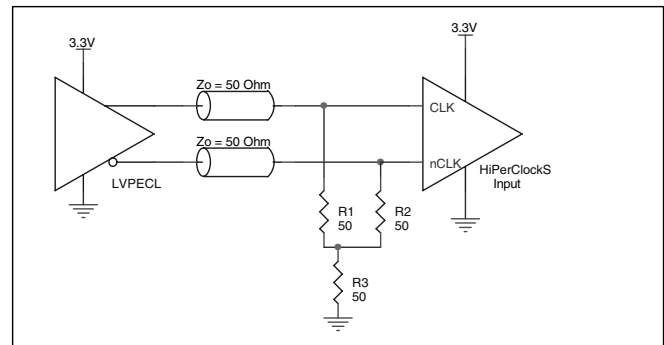 3.3V
3.3V
Zo = 50 Ohm
CLK
Zo = 50 Ohm
nCLK
LVPECL
HiPerClockS
Input
R1
50
R2
50
R3
50